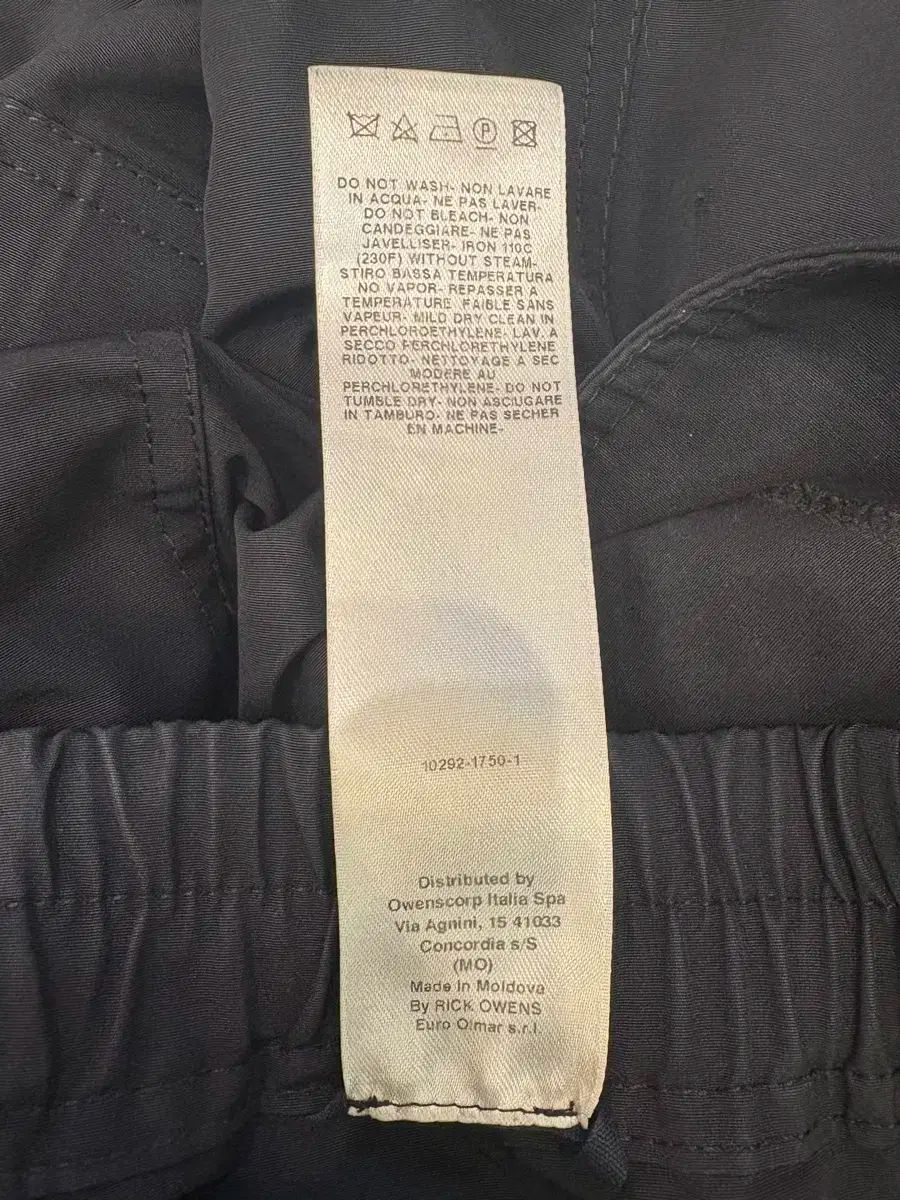 P
DO NOT WASH- NON LAVARE
IN ACQUA- NE PAS LAVER-
DO NOT BLEACH- NON
CANDEGGIARE- NE PAS
JAVELLISER- IRON 110C
(230F) WITHOUT STEAM-
STIRO BASSA TEMPERATURA
NO VAPOR- REPASSER A
TEMPERATURE FAIBLE SANS
VAPEUR- MILD DRY CLEAN IN
PERCHLOROETHYLENE- LAV. A
SECCO PERCHLORETHYLENE
RIDOTTO- NETTOYAGE A SEC
MODERE AU
PERCHLORETHYLENE- DO NOT
TUMBLE DRY- NON ASCIUGARE
IN TAMBURO- NE PAS SECHER
EN MACHINE-
10292-1750-1
Distributed by
Owenscorp Italia Spa
Via Agnini, 15 41033
Concordia s/S
(MO)
Made In Moldova
By RICK OWENS
Euro Olmar s.r.l.